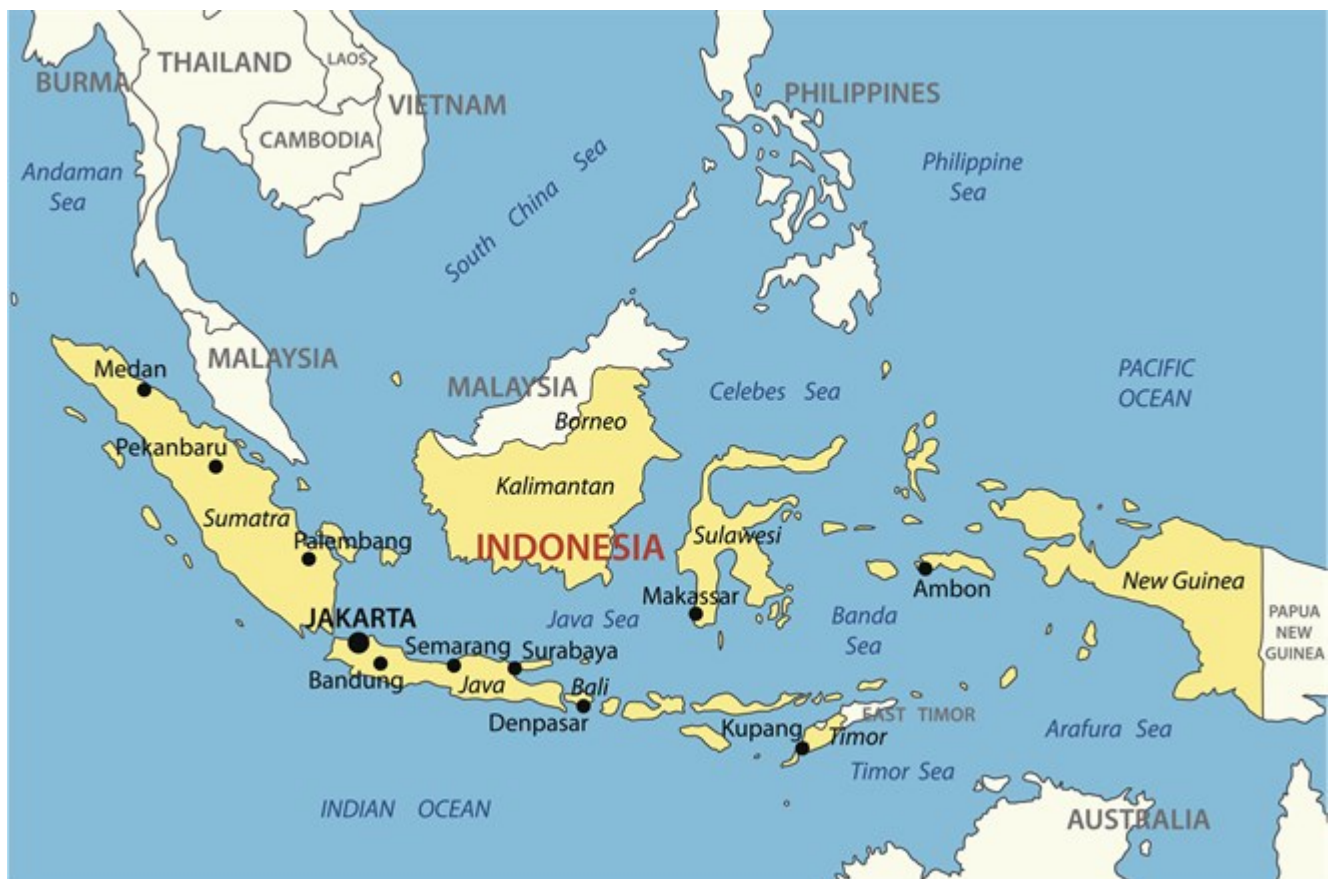 THAILAND
LAOS
BURMA
VIETNAM
PHILIPPINES
CAMBODIA
Andaman
Sea
South China Sea
Philippine
Sea
MALAYSIA
Medan
MALAYSIA
Celebes Sea
PACIFIC
OCEAN
Borneo
Pekanbaru
Kalimantan
Sumatra
Palembang
INDONESIA
Sulawesi
New Guinea
Makassar
Ambon
JAKARTA
Java Sea
Banda
Sea
PAPUA
NEW
GUINEA
Semarang
Surabaya
Bandung
Java
Bali
Denpasar
Kupang
EAST TIMOR
Timor
Arafura Sea
Timor Sea
INDIAN OCEAN
AUSTRALIA